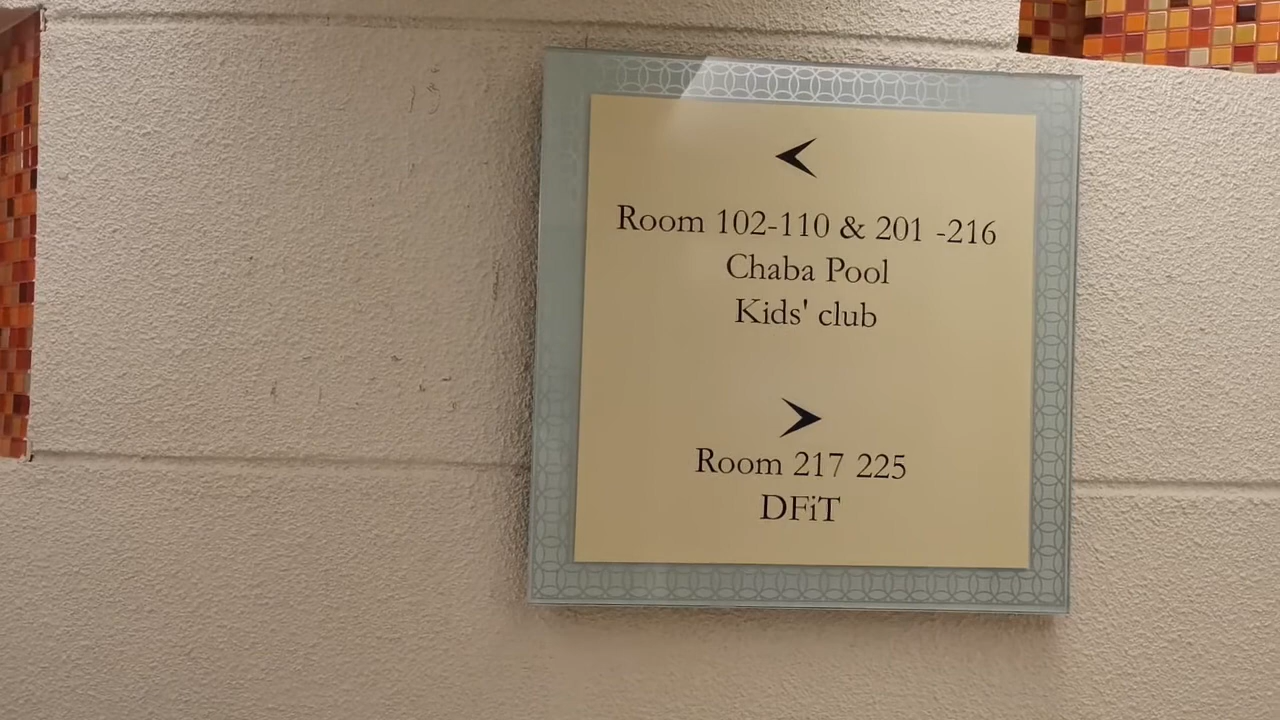 Room 102-110 & 201 -216
Chaba Pool
Kids' club
Room 217 225
DFiT